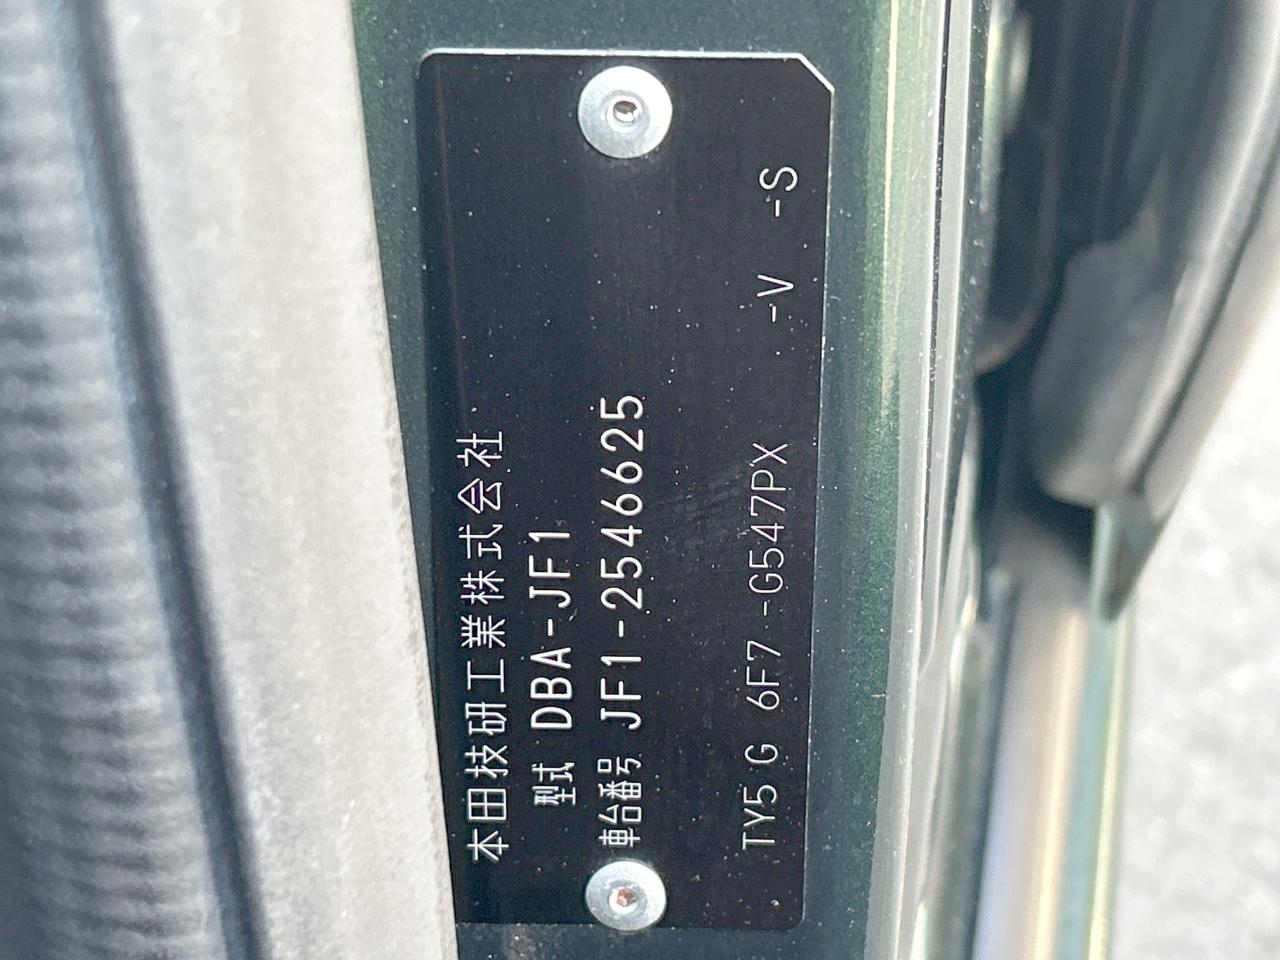 本田技研工業株式会社
型式 DBA-JF1
車台番号 JF1-2546625
TY5 G 6F7 -G547PX -V -S